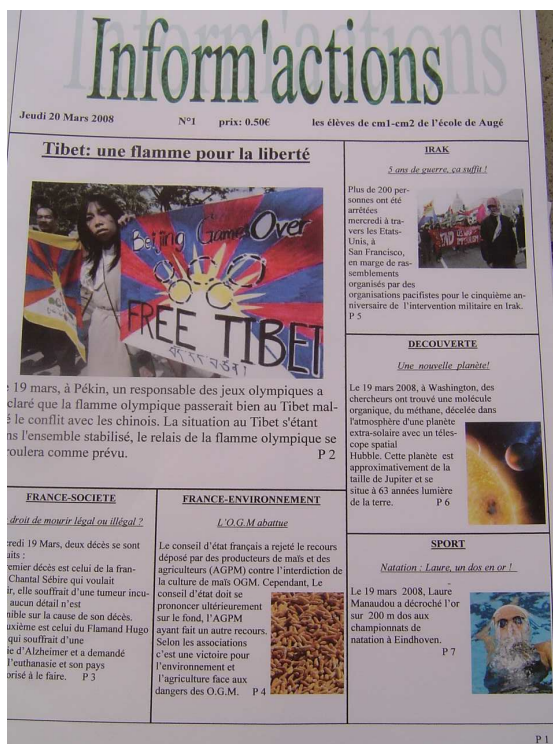 Inform'actions
Jeudi 20 Mars 2008 N°1 prix: 0.50€ les élèves de cm1-cm2 de l'école de Augé
Tibet: une flamme pour la liberté
Beijing Games Over
FREE TIBET
19 mars, à Pékin, un responsable des jeux olympiques a
claré que la flamme olympique passerait bien au Tibet mal-
é le conflit avec les chinois. La situation au Tibet s'étant
ns l'ensemble stabilisé, le relais de la flamme olympique se
roulera comme prévu. P 2
IRAK
5 ans de guerre, ça suffit !
Plus de 200 per-
sonnes ont été
arrêtées
mercredi à tra-
vers les Etats-
Unis, à
San Francisco,
en marge de ras-
semblements
organisés par des
organisations pacifistes pour le cinquième an-
niversaire de l'intervention militaire en Irak.
P 5
DECOUVERTE
Une nouvelle planète!
Le 19 mars 2008, à Washington, des
chercheurs ont trouvé une molécule
organique, du méthane, décelée dans
l'atmosphère d'une planète
extra-solaire avec un téles-
cope spatial
Hubble. Cette planète est
approximativement de la
taille de Jupiter et se
situe à 63 années lumière
de la terre. P 6
FRANCE-SOCIETE
droit de mourir légal ou illégal ?
credi 19 Mars, deux décès se sont
uits :
remier décès est celui de la fran-
Chantal Sébire qui voulait
ir, elle souffrait d'une tumeur incu-
aucun détail n'est
nible sur la cause de son décès.
uxième est celui du Flamand Hugo
qui souffrait d'une
ie d'Alzheimer et a demandé
l'euthanasie et son pays
orisé à le faire. P 3
FRANCE-ENVIRONNEMENT
L'O.G.M abattue
Le conseil d'état français a rejeté le recours
déposé par des producteurs de maïs et des
agriculteurs (AGPM) contre l'interdiction de
la culture de maïs OGM. Cependant, Le
conseil d'état doit se
prononcer ultérieurement
sur le fond, l'AGPM
ayant fait un autre recours.
Selon les associations
c'est une victoire pour
l'environnement et
l'agriculture face aux
dangers des O.G.M. P 4
SPORT
Natation : Laure, un dos en or !
Le 19 mars 2008, Laure
Manaudou a décroché l'or
sur 200 m dos aux
championnats de
natation à Eindhoven.
P 7
P 1